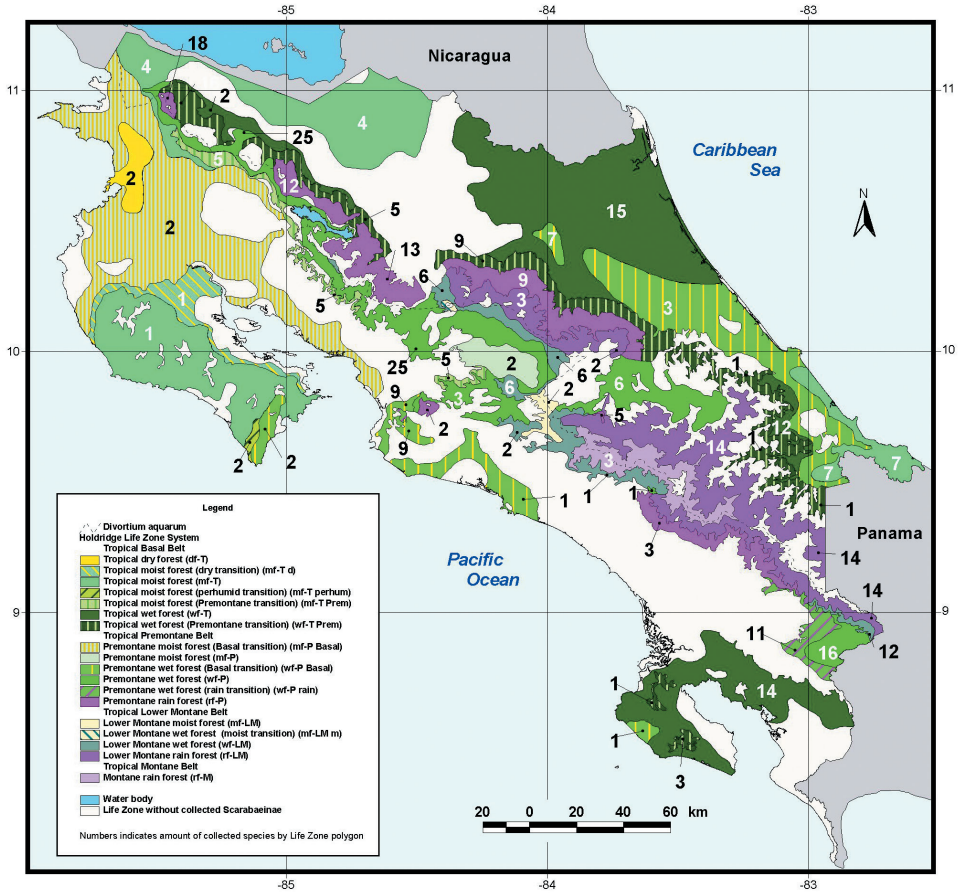 -85 -84 -83
18
Nicaragua
4
11 11
2
4
25
Caribbean
Sea
5
N
2
12
15
2
5
7
9
13
6
9
1
3
5
3
1
10 10
25
5
2
6
2
1
6
6
2
9
3
12
2
5
9
2
14
1
2
2
3
7
7
1
1
1
1
Legend
Divortium aquarum
Holdridge Life Zone System
Tropical Basal Belt
Tropical dry forest (df-T)
Tropical moist forest (dry transition) (mf-T d)
Tropical moist forest (mf-T)
Tropical moist forest (perhumid transition) (mf-T perhum)
Tropical moist forest (Premontane transition) (mf-T Prem)
Tropical wet forest (wf-T)
Tropical wet forest (Premontane transition) (wf-T Prem)
Tropical Premontane Belt
Premontane moist forest (Basal transition) (mf-P Basal)
Premontane moist forest (mf-P)
Premontane wet forest (Basal transition) (wf-P Basal)
Premontane wet forest (wf-P)
Premontane wet forest (rain transition) (wf-P rain)
Premontane rain forest (rf-P)
Tropical Lower Montane Belt
Lower Montane moist forest (mf-LM)
Lower Montane wet forest (moist transition) (mf-LM m)
Lower Montane wet forest (wf-LM)
Lower Montane rain forest (rf-LM)
Tropical Montane Belt
Montane rain forest (rf-M)
Water body
Life Zone without collected Scarabaeinae
Numbers indicates amount of collected species by Life Zone polygon
Panama
3
14
Pacific
Ocean
14
9 9
11
16
12
1
14
1
3
20 0 20 40 60 km
-85 -84 -83